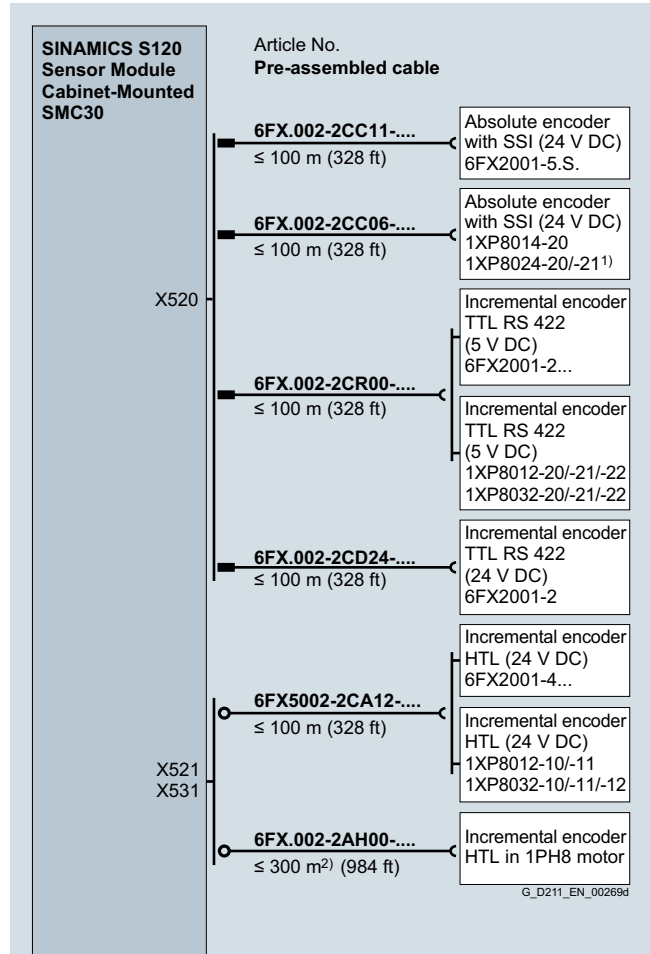 SINAMICS S120
Sensor Module
Cabinet-Mounted
SMC30
Article No.
Pre-assembled cable
6FX.002-2CC11-....
≤ 100 m (328 ft)
Absolute encoder
with SSI (24 V DC)
6FX2001-5.S.
6FX.002-2CC06-....
≤ 100 m (328 ft)
Absolute encoder
with SSI (24 V DC)
1XP8014-20
1XP8024-20/-21¹⁾
X520
Incremental encoder
TTL RS 422
(5 V DC)
6FX2001-2...
6FX.002-2CR00-....
≤ 100 m (328 ft)
Incremental encoder
TTL RS 422
(5 V DC)
1XP8012-20/-21/-22
1XP8032-20/-21/-22
6FX.002-2CD24-....
≤ 100 m (328 ft)
Incremental encoder
TTL RS 422
(24 V DC)
6FX2001-2
Incremental encoder
HTL (24 V DC)
6FX2001-4...
6FX5002-2CA12-....
≤ 100 m (328 ft)
Incremental encoder
HTL (24 V DC)
1XP8012-10/-11
1XP8032-10/-11/-12
X521
X531
6FX.002-2AH00-....
≤ 300 m²⁾ (984 ft)
Incremental encoder
HTL in 1PH8 motor
G_D211_EN_00269d